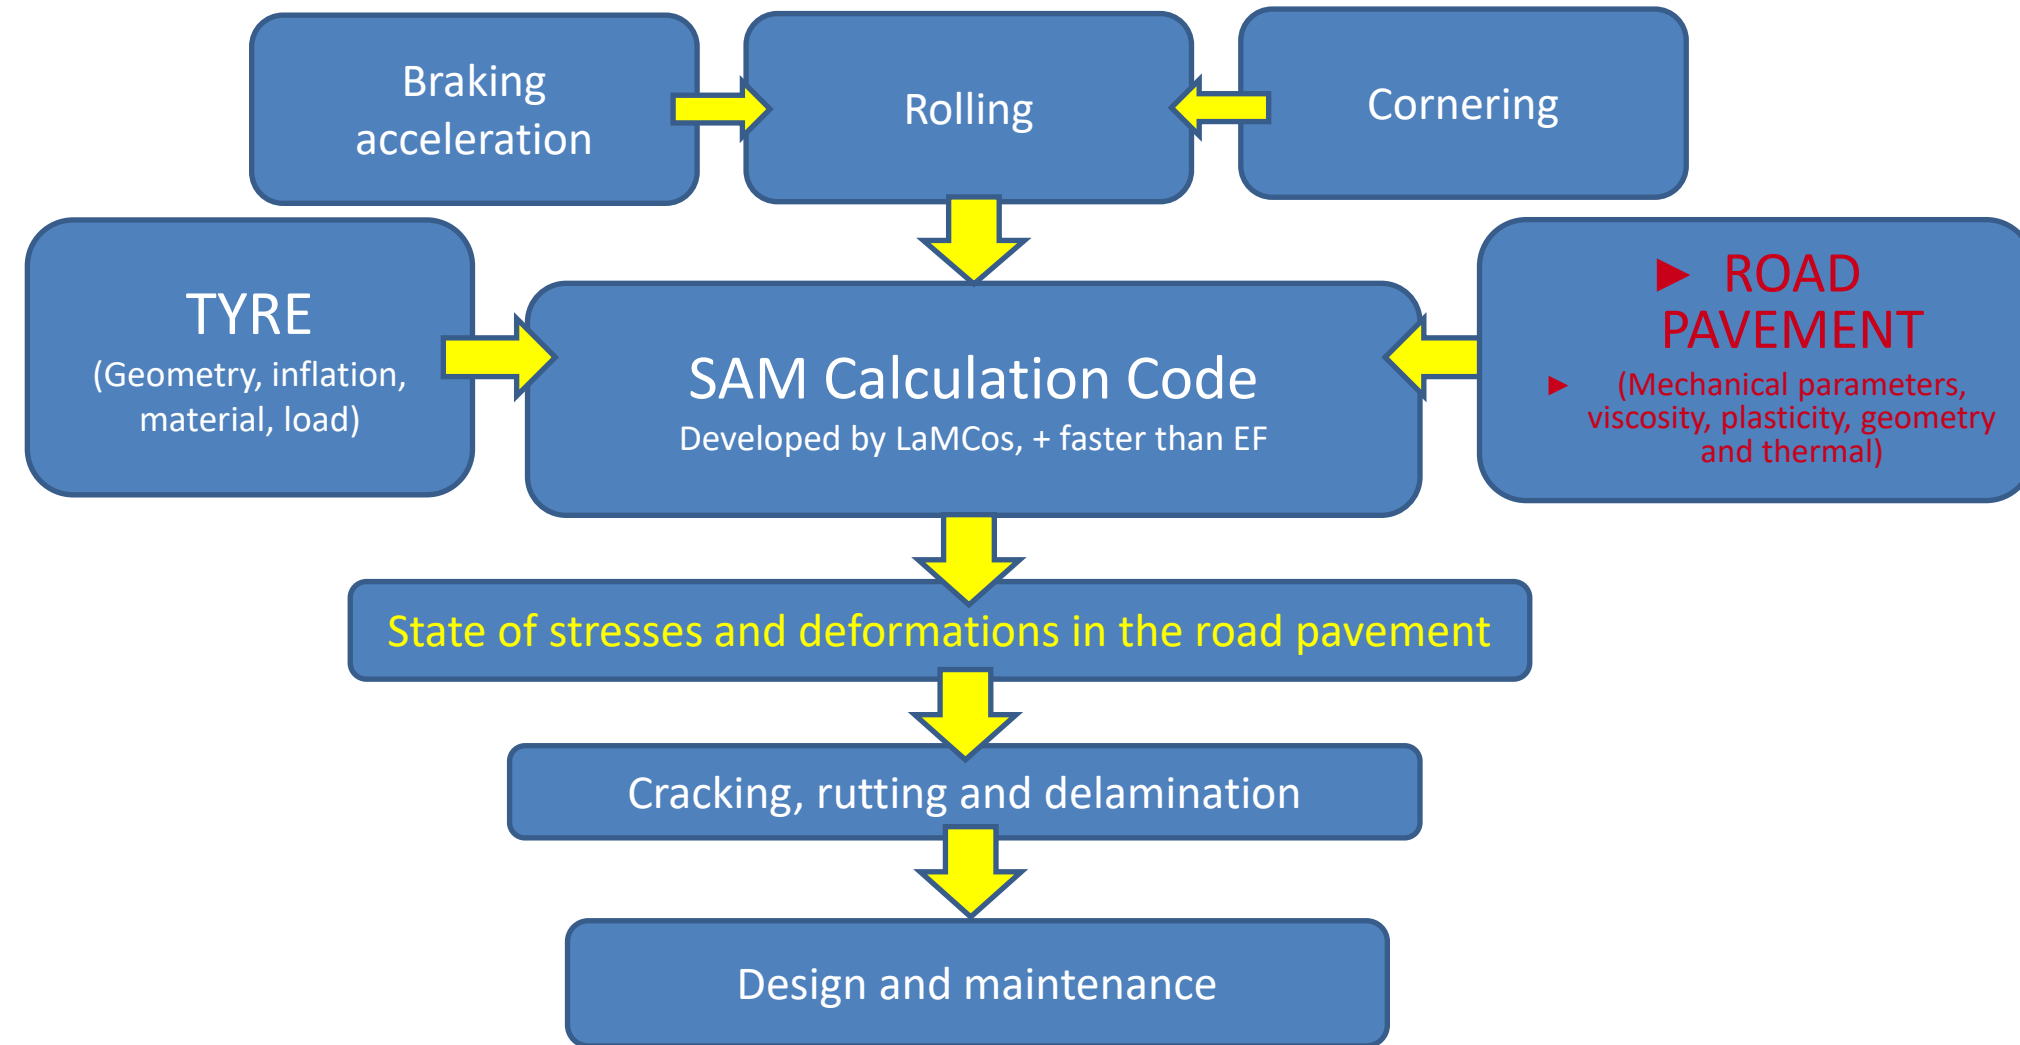 Braking
acceleration
Rolling
Cornering
TYRE
(Geometry, inflation,
material, load)
SAM Calculation Code
Developed by LaMCos, + faster than EF
► ROAD
PAVEMENT
► (Mechanical parameters,
viscosity, plasticity, geometry
and thermal)
State of stresses and deformations in the road pavement
Cracking, rutting and delamination
Design and maintenance